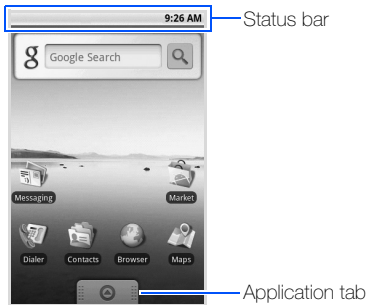 9:26 AM
Status bar
g Google Search
Messaging
Market
Dialer Contacts Browser Maps
Application tab